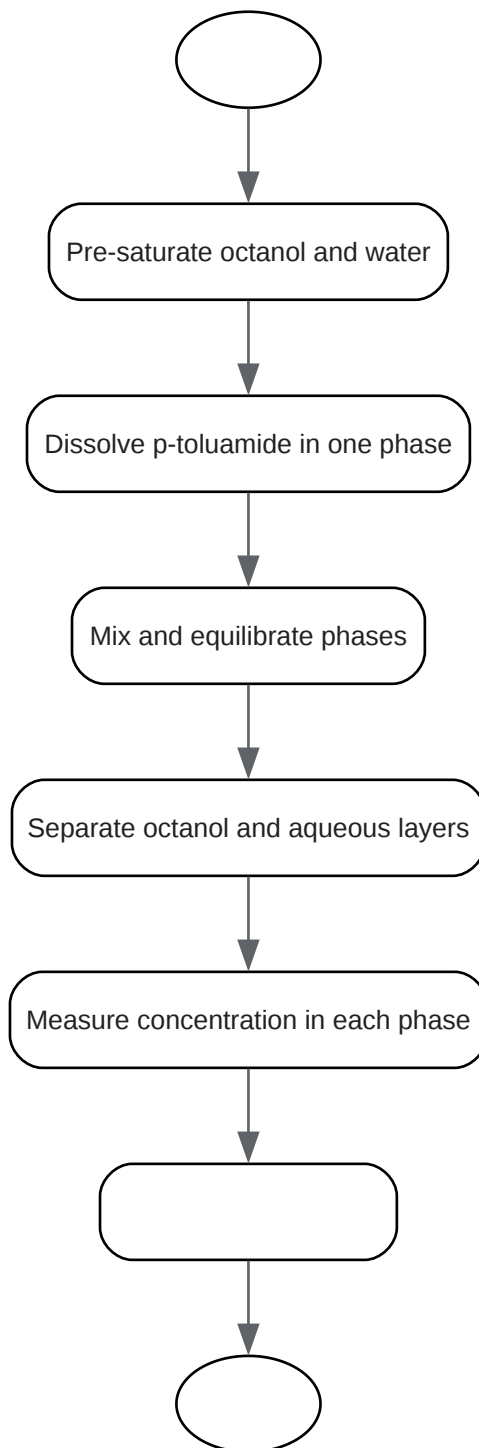 Pre-saturate octanol and water
Dissolve p-toluamide in one phase
Mix and equilibrate phases
Separate octanol and aqueous layers
Measure concentration in each phase